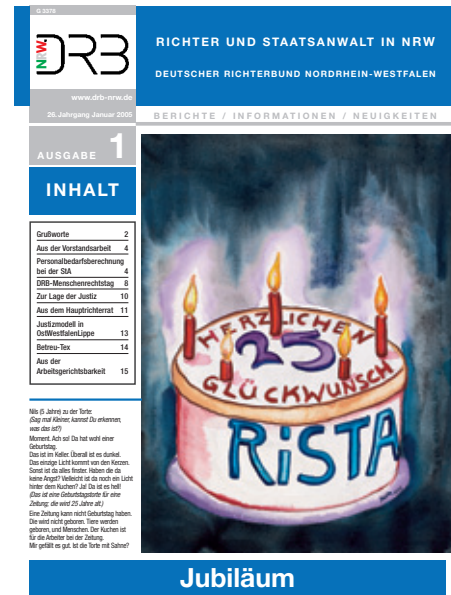 G 3378
NRW.
DRB
www.drb-nrw.de
26. Jahrgang Januar 2005
RICHTER UND STAATSANWALT IN NRW
DEUTSCHER RICHTERBUND NORDRHEIN-WESTFALEN
BERICHTE / INFORMATIONEN / NEUIGKEITEN
AUSGABE 1
INHALT
Grußworte 2
Aus der Vorstandsarbeit 4
Personalbedarfsberechnung
bei der StA 4
DRB-Menschenrechtstag 8
Zur Lage der Justiz 10
Aus dem Hauptrichterrat 11
Justizmodell in
OstWestfalenLippe 13
Betreu-Tex 14
Aus der
Arbeitsgerichtsbarkeit 15
Nils (5 Jahre) zu der Torte:
(Sag mal Kleiner, kannst Du erkennen,
was das ist?)
Moment. Ach so! Da hat wohl einer
Geburtstag.
Das ist im Keller. Überall ist es dunkel.
Das einzige Licht kommt von den Kerzen.
Sonst ist da alles finster. Haben die da
keine Angst? Vielleicht ist da noch ein Licht
hinter dem Kuchen? Ja! Da ist es hell!
(Das ist eine Geburtstagstorte für eine
Zeitung; die wird 25 Jahre alt.)
Eine Zeitung kann nicht Geburtstag haben.
Die wird nicht geboren. Tiere werden
geboren, und Menschen. Der Kuchen ist
für die Arbeiter bei der Zeitung.
Mir gefällt es gut. Ist die Torte mit Sahne?
HERZLICHEN
25
GLÜCKWUNSCH
RiSTA
Jubiläum